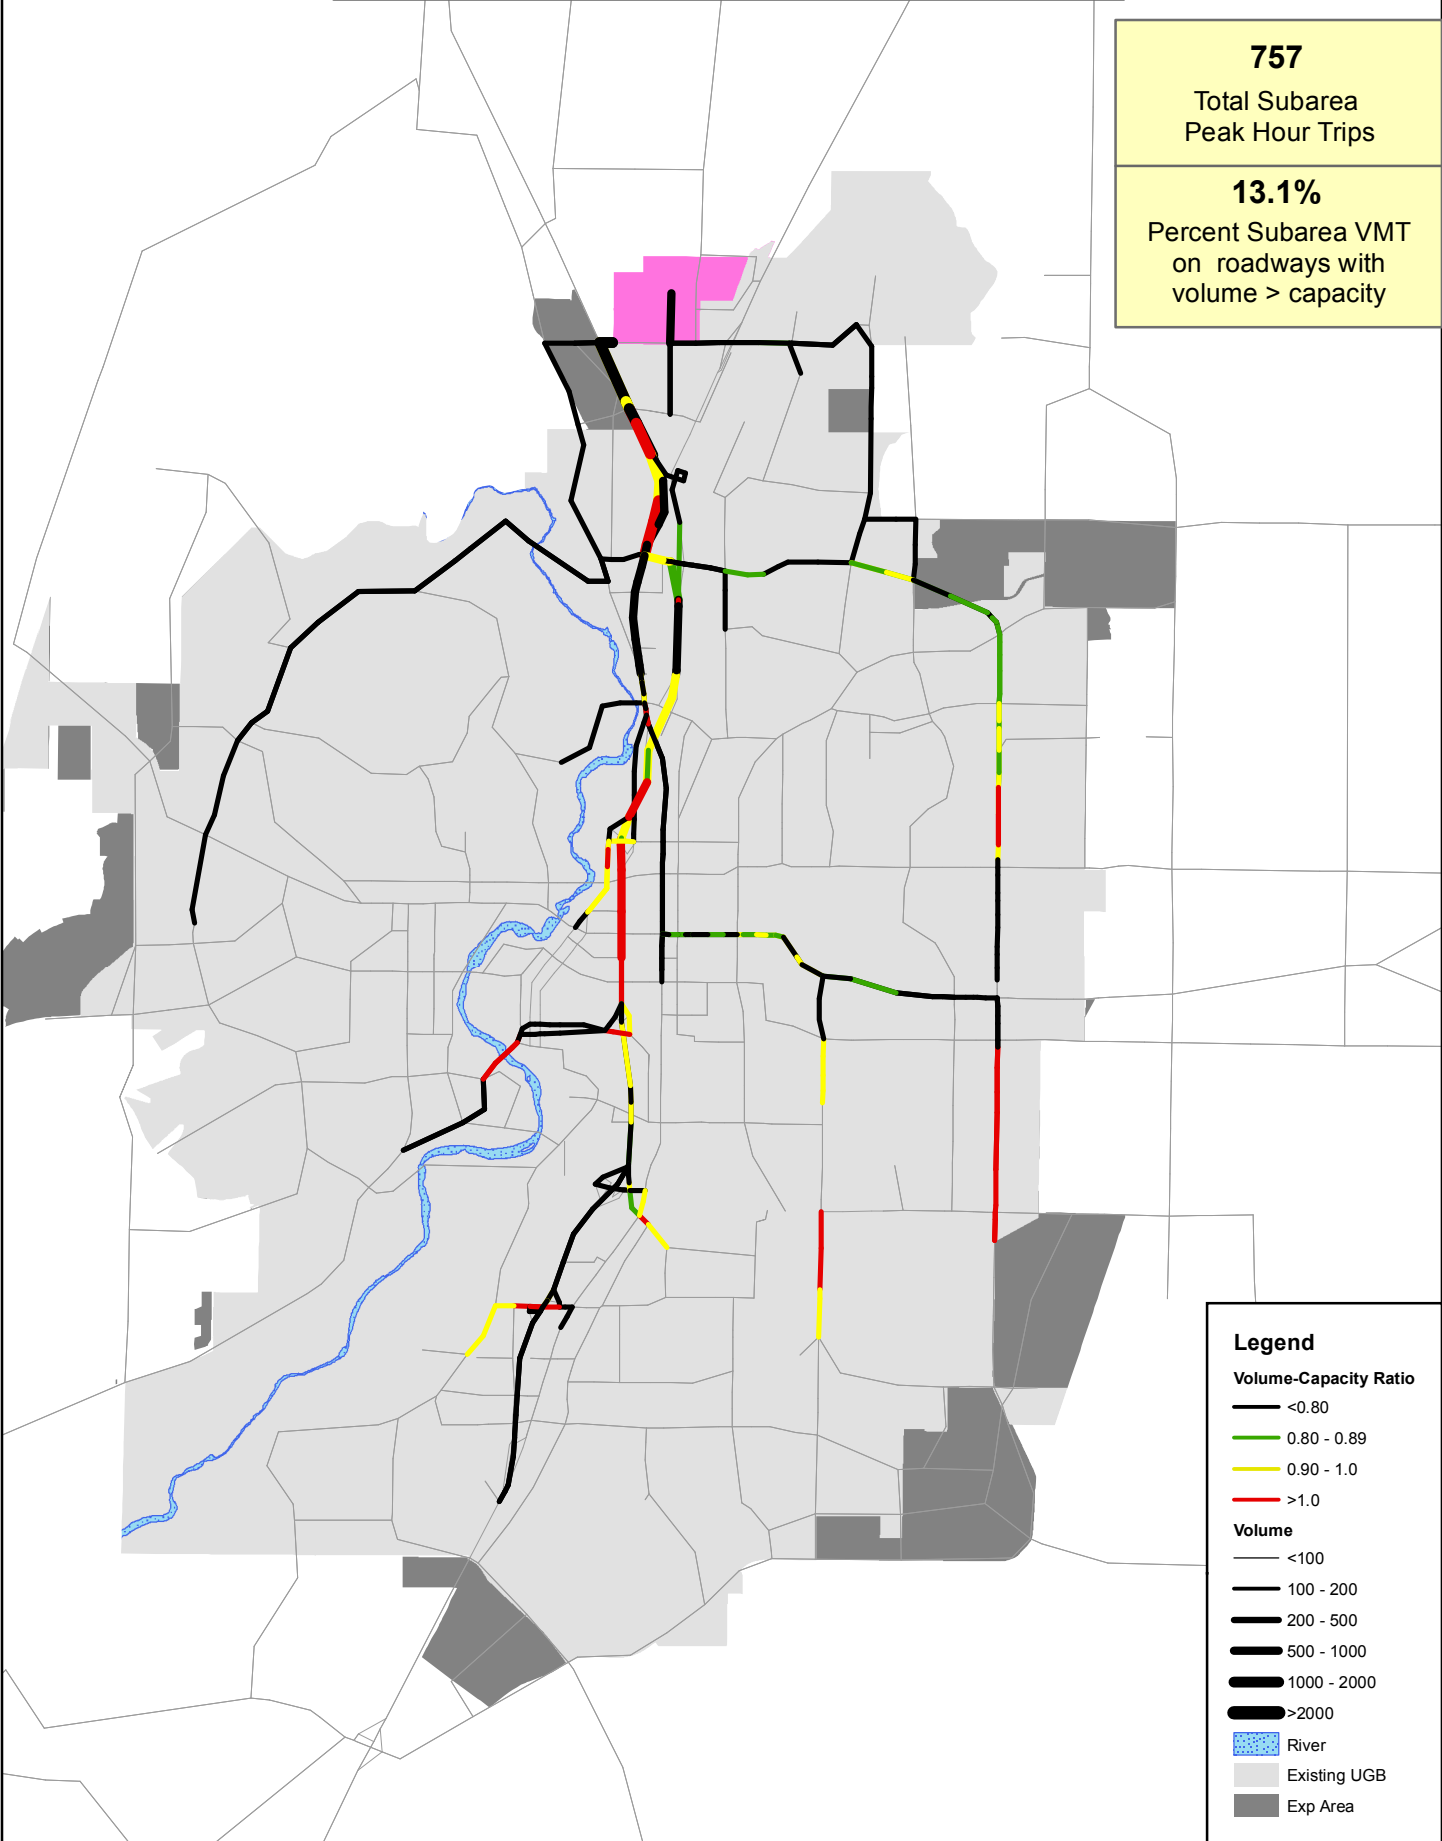 757
Total Subarea
Peak Hour Trips
13.1%
Percent Subarea VMT
on roadways with
volume > capacity
Legend
Volume-Capacity Ratio
<0.80
0.80 - 0.89
0.90 - 1.0
>1.0
Volume
<100
100 - 200
200 - 500
500 - 1000
1000 - 2000
>2000
River
Existing UGB
Exp Area